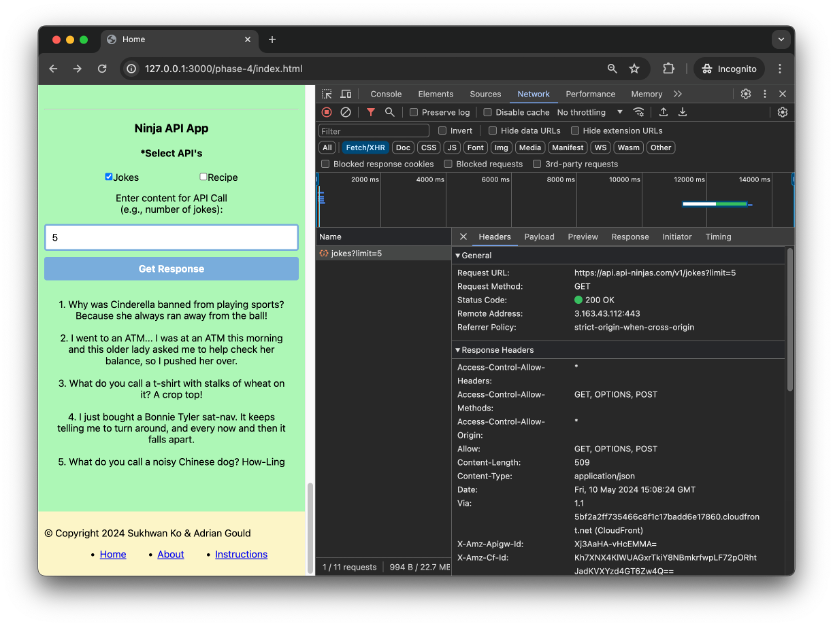 Home
127.0.0.1:3000/phase-4/index.html
Incognito
Ninja API App
*Select API's
Jokes
Recipe
Enter content for API Call
(e.g., number of jokes):
5
Get Response
1. Why was Cinderella banned from playing sports?
Because she always ran away from the ball!
2. I went to an ATM... I was at an ATM this morning
and this older lady asked me to help check her
balance, so I pushed her over.
3. What do you call a t-shirt with stalks of wheat on
it? A crop top!
4. I just bought a Bonnie Tyler sat-nav. It keeps
telling me to turn around, and every now and then it
falls apart.
5. What do you call a noisy Chinese dog? How-Ling
© Copyright 2024 Sukhwan Ko & Adrian Gould
• Home • About • Instructions
Console Elements Sources Network Performance Memory
Preserve log Disable cache No throttling
Filter Invert Hide data URLs Hide extension URLs
All Fetch/XHR Doc CSS JS Font Img Media Manifest WS Wasm Other
Blocked response cookies Blocked requests 3rd-party requests
2000 ms 4000 ms 6000 ms 8000 ms 10000 ms 12000 ms 14000 ms
Name
jokes?limit=5
1 / 11 requests 994 B / 22.7 ME
Headers Payload Preview Response Initiator Timing
General
Request URL: https://api.api-ninjas.com/v1/jokes?limit=5
Request Method: GET
Status Code: 200 OK
Remote Address: 3.163.43.112:443
Referrer Policy: strict-origin-when-cross-origin
Response Headers
Access-Control-Allow- *
Headers:
Access-Control-Allow- GET, OPTIONS, POST
Methods:
Access-Control-Allow- *
Origin:
Allow: GET, OPTIONS, POST
Content-Length: 509
Content-Type: application/json
Date: Fri, 10 May 2024 15:08:24 GMT
Via: 1.1
5bf2a2ff735466c8f1c17badd6e17860.cloudfron
t.net (CloudFront)
X-Amz-Apigw-Id: Xj3AaHA-vHcEMMA=
X-Amz-Cf-Id: Kh7XNX4KIWUAGxrTkiY8NBmkrfwpLF72pORht
JadKVXYzd4GT6Zw4Q==